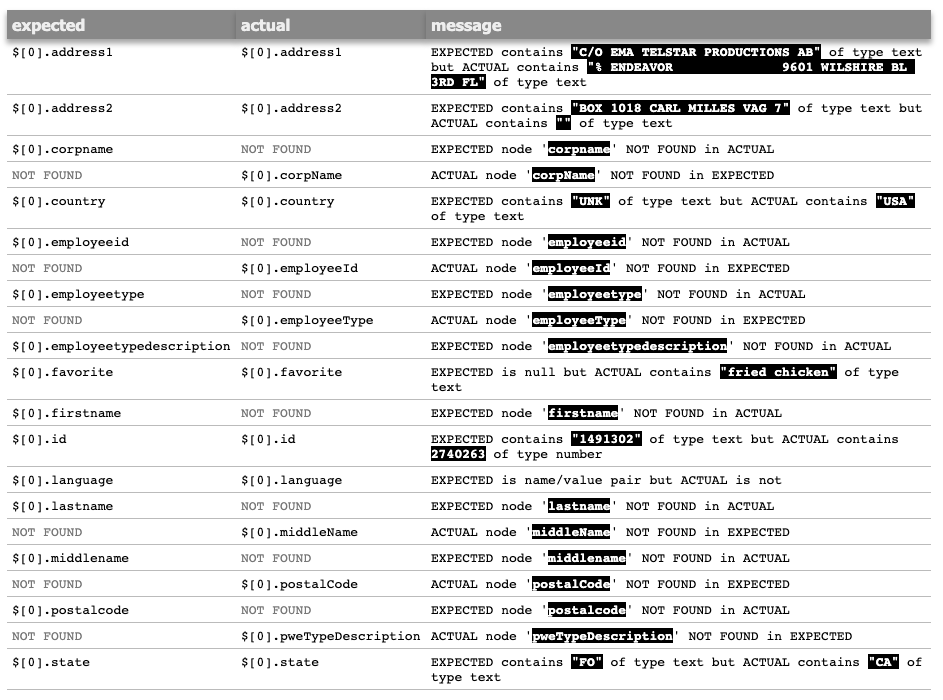 expected actual message
$[0].address1 $[0].address1 EXPECTED contains "C/O EMA TELSTAR PRODUCTIONS AB" of type text
but ACTUAL contains "% ENDEAVOR 9601 WILSHIRE BL
3RD FL" of type text
$[0].address2 $[0].address2 EXPECTED contains "BOX 1018 CARL MILLES VAG 7" of type text but
ACTUAL contains "" of type text
$[0].corpname NOT FOUND EXPECTED node 'corpname' NOT FOUND in ACTUAL
NOT FOUND $[0].corpName ACTUAL node 'corpName' NOT FOUND in EXPECTED
$[0].country $[0].country EXPECTED contains "UNK" of type text but ACTUAL contains "USA"
of type text
$[0].employeeid NOT FOUND EXPECTED node 'employeeid' NOT FOUND in ACTUAL
NOT FOUND $[0].employeeId ACTUAL node 'employeeId' NOT FOUND in EXPECTED
$[0].employeetype NOT FOUND EXPECTED node 'employeetype' NOT FOUND in ACTUAL
NOT FOUND $[0].employeeType ACTUAL node 'employeeType' NOT FOUND in EXPECTED
$[0].employeetypedescription NOT FOUND EXPECTED node 'employeetypedescription' NOT FOUND in ACTUAL
$[0].favorite $[0].favorite EXPECTED is null but ACTUAL contains "fried chicken" of type
text
$[0].firstname NOT FOUND EXPECTED node 'firstname' NOT FOUND in ACTUAL
$[0].id $[0].id EXPECTED contains "1491302" of type text but ACTUAL contains
2740263 of type number
$[0].language $[0].language EXPECTED is name/value pair but ACTUAL is not
$[0].lastname NOT FOUND EXPECTED node 'lastname' NOT FOUND in ACTUAL
NOT FOUND $[0].middleName ACTUAL node 'middleName' NOT FOUND in EXPECTED
$[0].middlename NOT FOUND EXPECTED node 'middlename' NOT FOUND in ACTUAL
NOT FOUND $[0].postalCode ACTUAL node 'postalCode' NOT FOUND in EXPECTED
$[0].postalcode NOT FOUND EXPECTED node 'postalcode' NOT FOUND in ACTUAL
NOT FOUND $[0].pweTypeDescription ACTUAL node 'pweTypeDescription' NOT FOUND in EXPECTED
$[0].state $[0].state EXPECTED contains "FO" of type text but ACTUAL contains "CA" of
type text